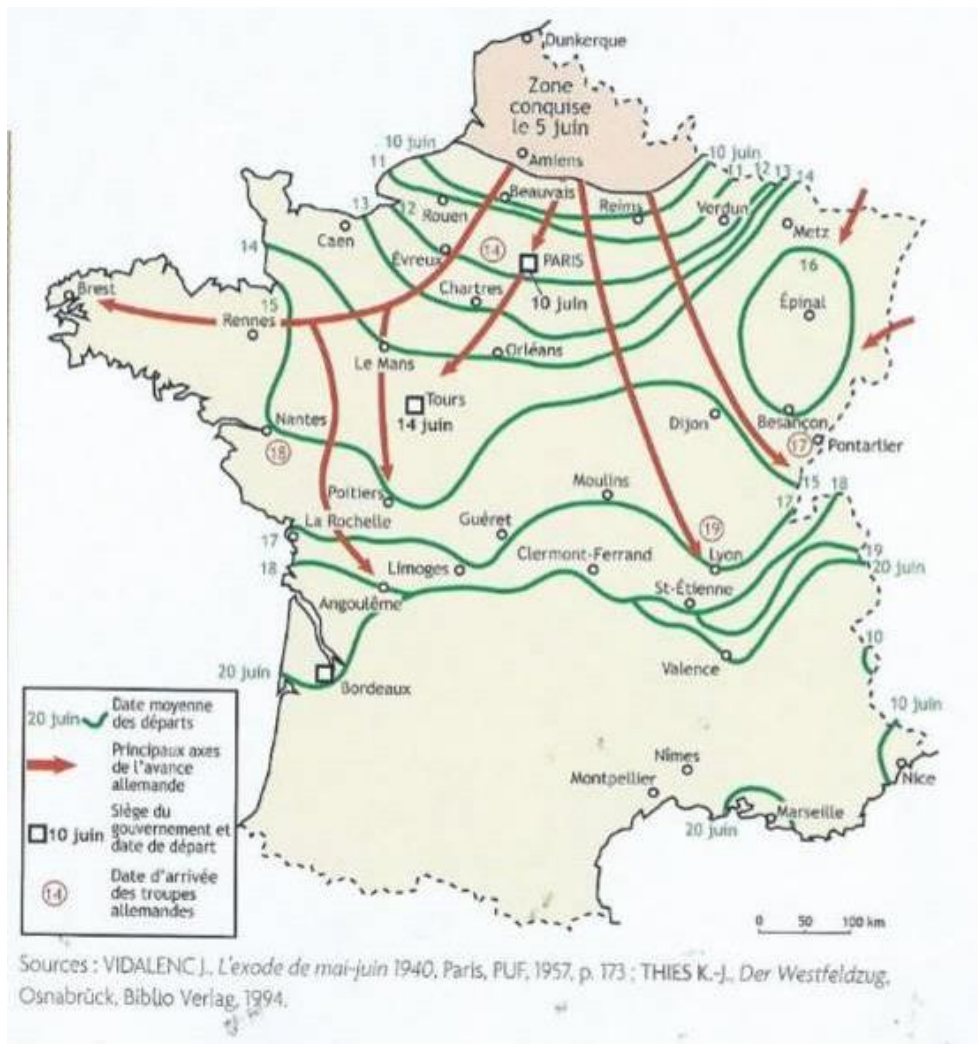 Dunkerque
Zone
conquise
le 5 juin
10 juin
Amiens
10 juin
11
Beauvais
11
12
13
14
Rouen
Reims
Verdun
13
12
Caen
Metz
14
Évreux
14
PARIS
16
Chartres
10 juin
Brest
15
Épinal
Rennes
Le Mans
Orléans
Tours
14 juin
Nantes
Dijon
Besançon
18
17
Pontarlier
Poitiers
Moulins
15
18
La Rochelle
Guéret
17
17
19
19
18
Limoges
Clermont-Ferrand
Lyon
20 juin
Angoulême
St-Étienne
10
Valence
20 juin
Bordeaux
10 juin
Nîmes
Nice
Montpellier
Marseille
20 juin
20 juin
Date moyenne
des départs
Principaux axes
de l'avance
allemande
10 juin
Siège du
gouvernement et
date de départ
14
Date d'arrivée
des troupes
allemandes
0 50 100 km
Sources : VIDALENC J., L'exode de mai-juin 1940, Paris, PUF, 1957, p. 173 ; THIES K.-J., Der Westfeldzug,
Osnabrück, Biblio Verlag, 1994.